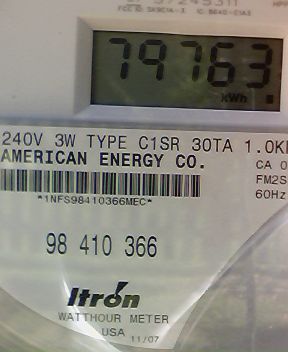 79763
kWh
240V 3W TYPE C1SR 30TA 1.0
AMERICAN ENERGY CO.
CA
FM2S
60Hz
*1NFS98410366MEC*
98 410 366
Itron
WATTHOUR METER
USA 11/07